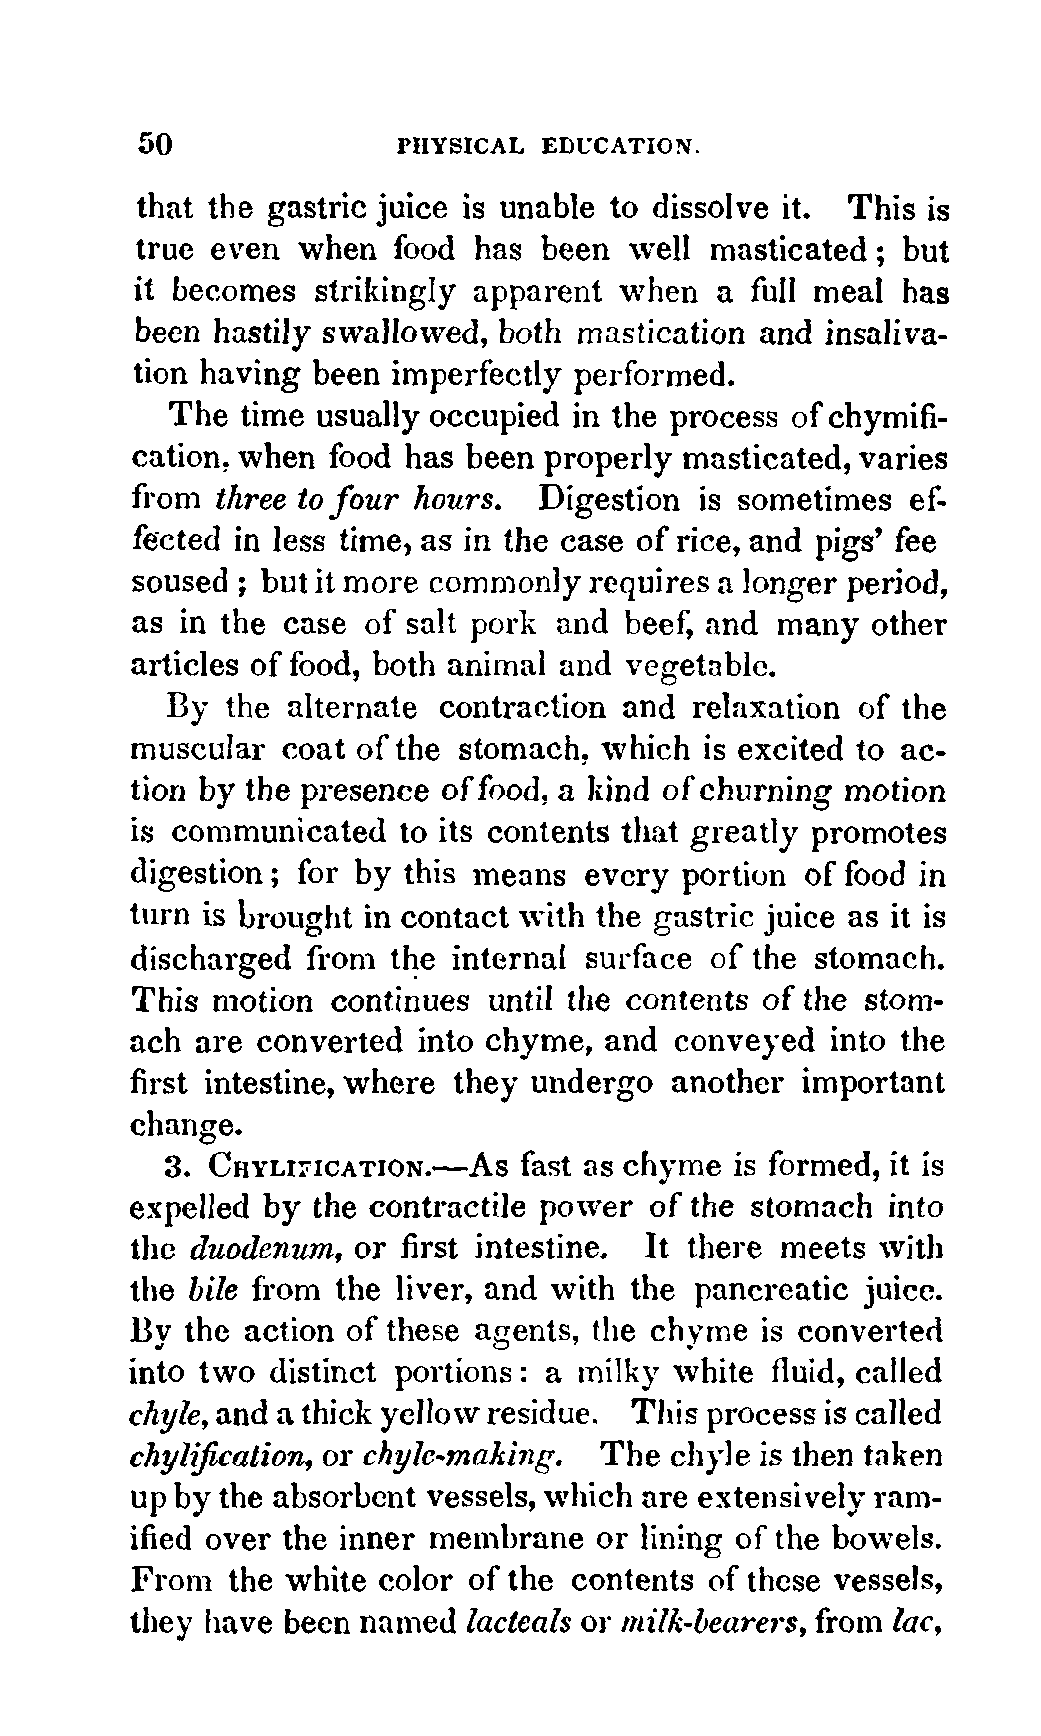 50 PHYSICAL EDUCATION.
that the gastric juice is unable to dissolve it. This is
true even when food has been well masticated; but
it becomes strikingly apparent when a full meal has
been hastily swallowed, both mastication and insaliva-
tion having been imperfectly performed.
The time usually occupied in the process of chymifi-
cation, when food has been properly masticated, varies
from three to four hours. Digestion is sometimes ef-
fected in less time, as in the case of rice, and pigs' fee
soused; but it more commonly requires a longer period,
as in the case of salt pork and beef, and many other
articles of food, both animal and vegetable.
By the alternate contraction and relaxation of the
muscular coat of the stomach, which is excited to ac-
tion by the presence of food, a kind of churning motion
is communicated to its contents that greatly promotes
digestion; for by this means every portion of food in
turn is brought in contact with the gastric juice as it is
discharged from the internal surface of the stomach.
This motion continues until the contents of the stom-
ach are converted into chyme, and conveyed into the
first intestine, where they undergo another important
change.
3. CHYLIFICATION.—As fast as chyme is formed, it is
expelled by the contractile power of the stomach into
the duodenum, or first intestine. It there meets with
the bile from the liver, and with the pancreatic juice.
By the action of these agents, the chyme is converted
into two distinct portions: a milky white fluid, called
chyle, and a thick yellow residue. This process is called
chylification, or chyle-making. The chyle is then taken
up by the absorbent vessels, which are extensively ram-
ified over the inner membrane or lining of the bowels.
From the white color of the contents of these vessels,
they have been named lacteals or milk-bearers, from lac,